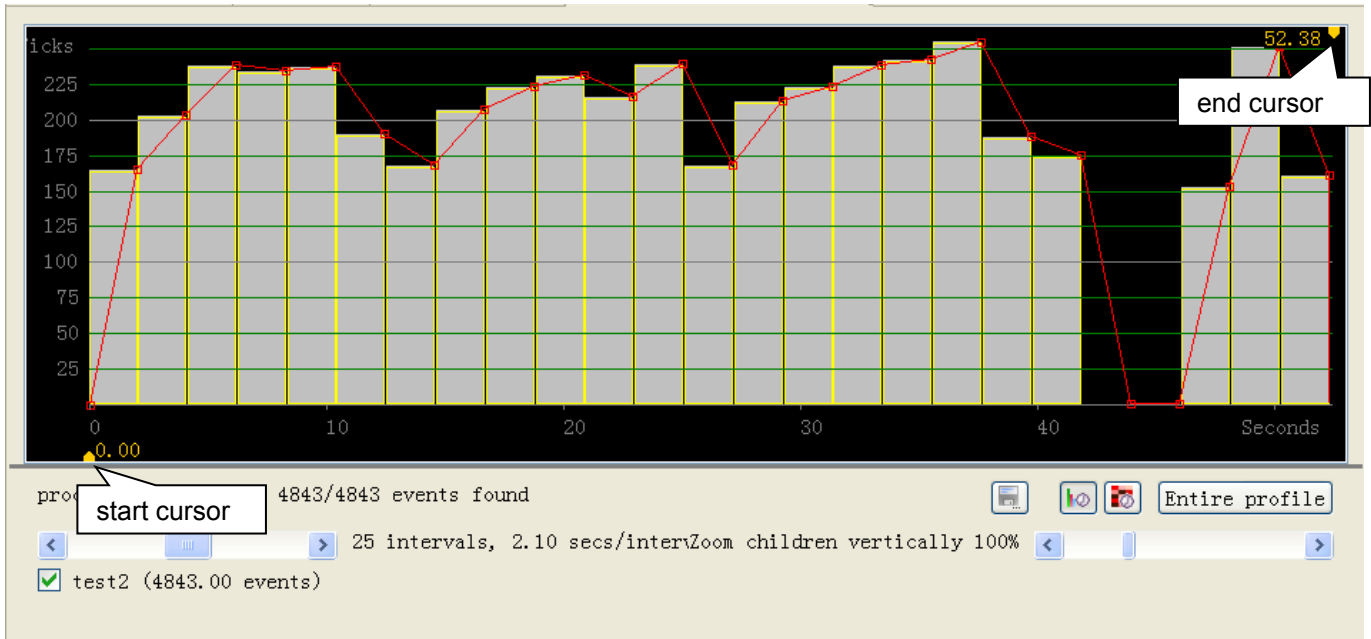 icks
52.38
225
end cursor
200
175
150
125
100
75
50
25
0 10 20 30 40 Seconds
0.00
start cursor
4843/4843 events found
Entire profile
25 intervals, 2.10 secs/interv Zoom children vertically 100%
test2 (4843.00 events)